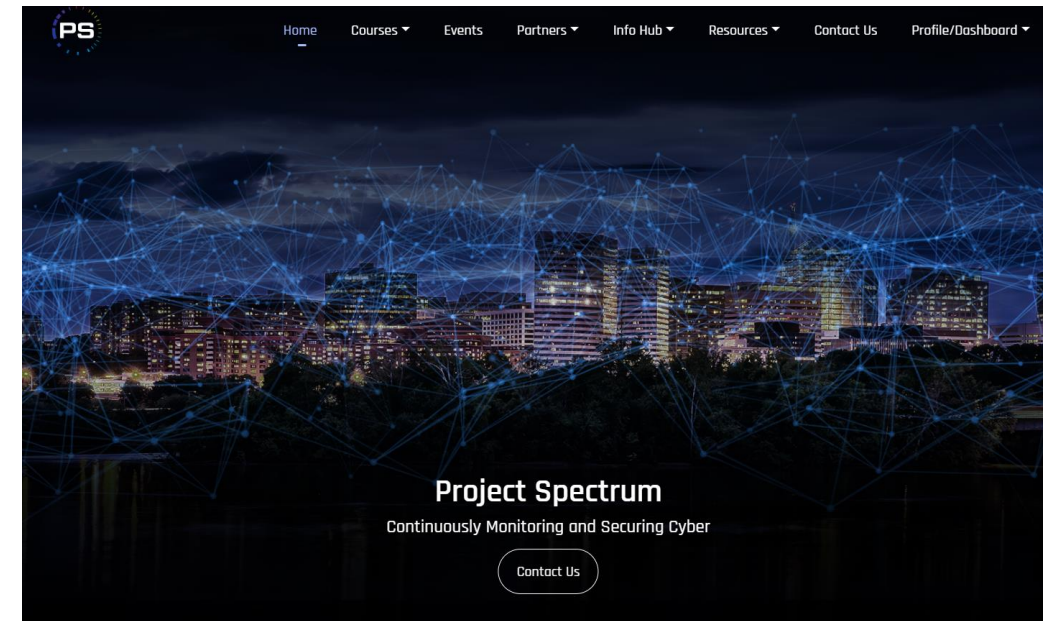 PS
Home Courses Events Partners Info Hub Resources Contact Us Profile/Dashboard
Project Spectrum
Continuously Monitoring and Securing Cyber
Contact Us